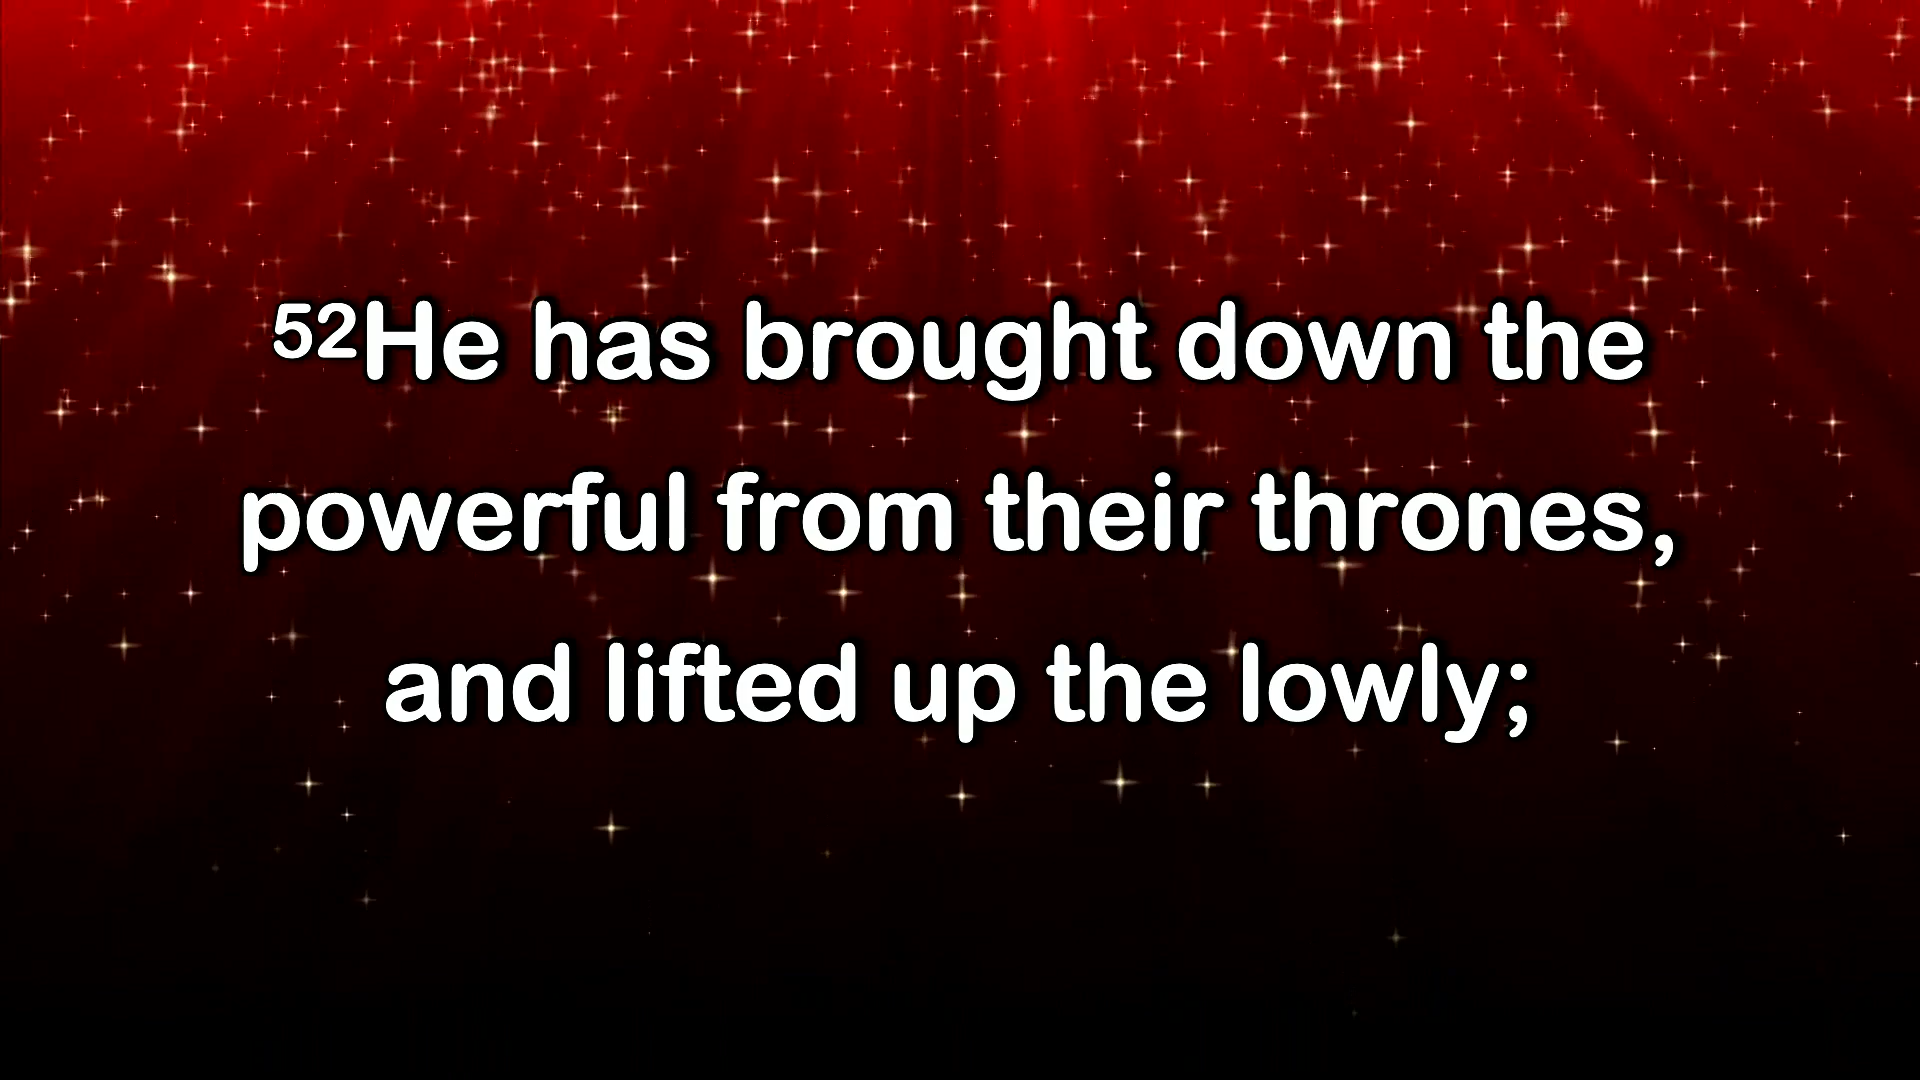 52He has brought down the
powerful from their thrones,
and lifted up the lowly;